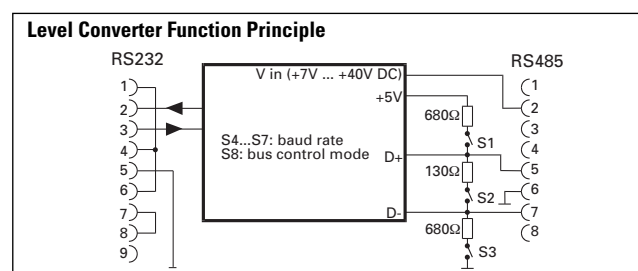 Level Converter Function Principle
RS232
RS485
V in (+7V ... +40V DC)
+5V
S4...S7: baud rate
S8: bus control mode
D+
D-
680Ω
S1
130Ω
S2
680Ω
S3
1
2
3
4
5
6
7
8
9
1
2
3
4
5
6
7
8